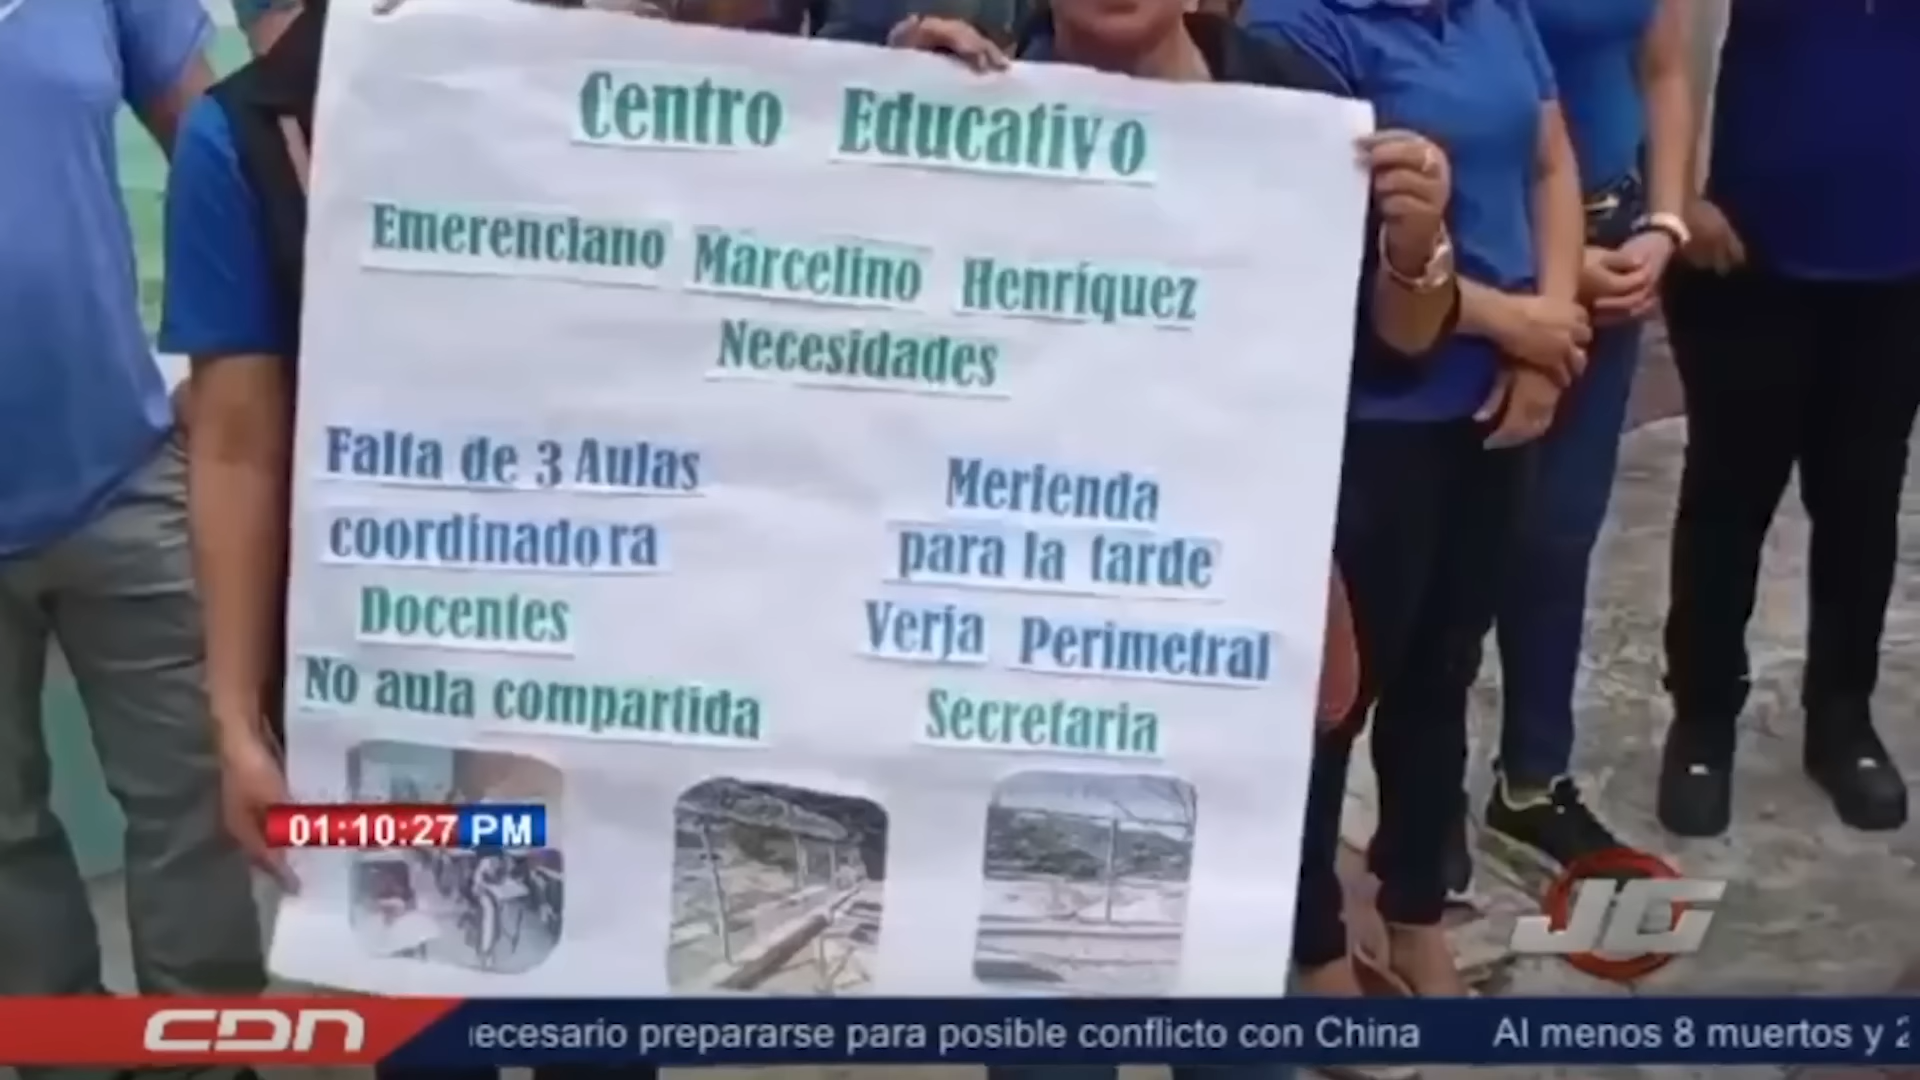 Centro Educativo
Emerenciano Marcelino Henríquez
Necesidades
Falta de 3 Aulas
coordinadora
Docentes
No aula compartida
Merienda
para la tarde
Verja Perimetral
Secretaria
01:10:27 PM
JG
CDN
prepararse para posible conflicto con China
Al menos 8 muertos y